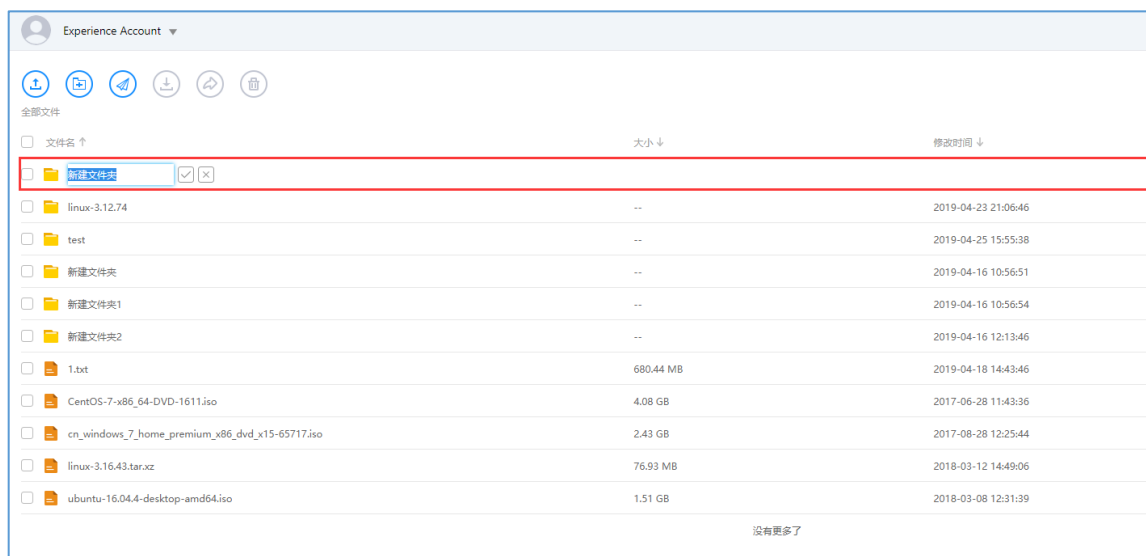 Experience Account
全部文件
文件名 大小 修改时间
新建文件夹
linux-3.12.74 -- 2019-04-23 21:06:46
test -- 2019-04-25 15:55:38
新建文件夹 -- 2019-04-16 10:56:51
新建文件夹1 -- 2019-04-16 10:56:54
新建文件夹2 -- 2019-04-16 12:13:46
1.txt 680.44 MB 2019-04-18 14:43:46
CentOS-7-x86_64-DVD-1611.iso 4.08 GB 2017-06-28 11:43:36
cn_windows_7_home_premium_x86_dvd_x15-65717.iso 2.43 GB 2017-08-28 12:25:44
linux-3.16.43.tar.xz 76.93 MB 2018-03-12 14:49:06
ubuntu-16.04.4-desktop-amd64.iso 1.51 GB 2018-03-08 12:31:39
没有更多了